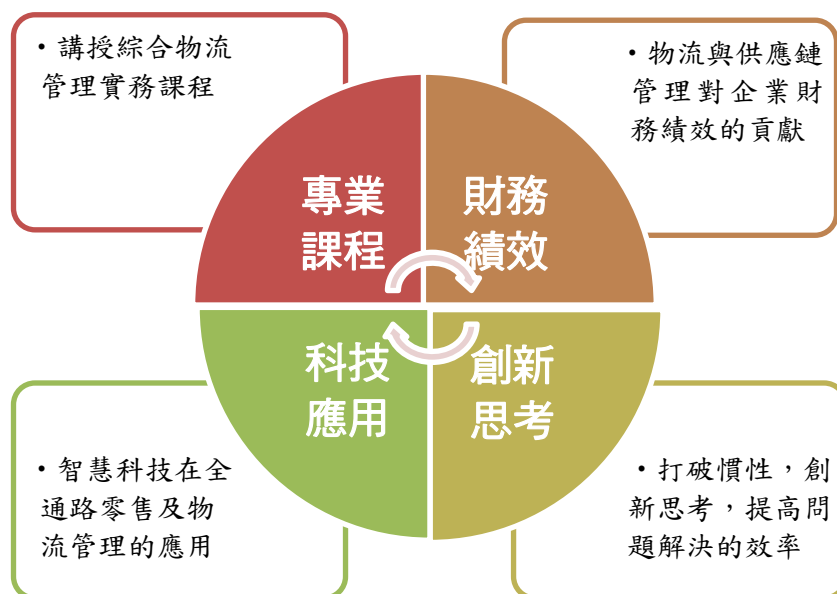 ・講授綜合物流
管理實務課程
・物流與供應鏈
管理對企業財
務績效的貢獻
專業
課程
財務
績效
科技
應用
創新
思考
・智慧科技在全
通路零售及物
流管理的應用
・打破慣性，創
新思考，提高問
題解決的效率